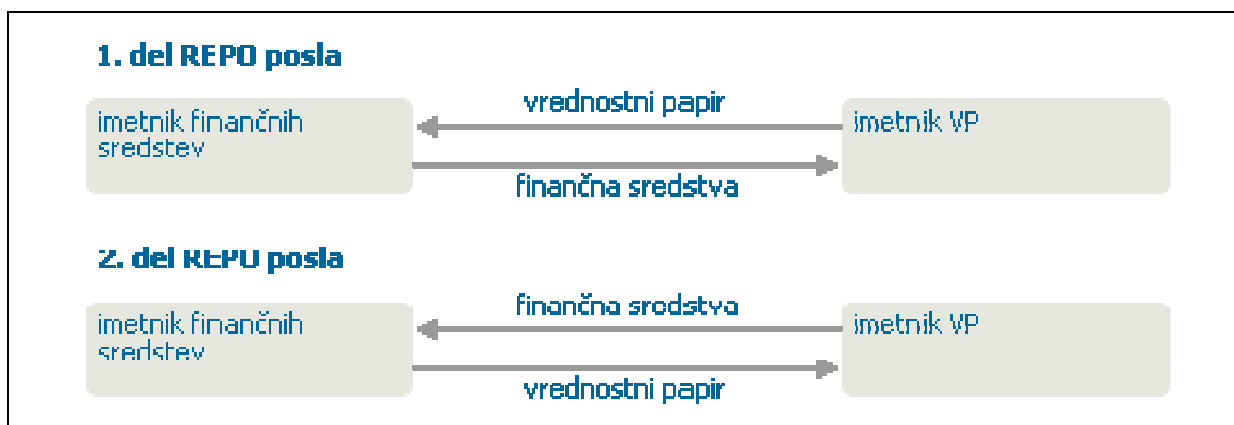 1. del REPO posla
vrednostni papir
imetnik finančnih
sredstev
imetnik VP
finančna sredstva
2. del REPO posla
finančna sredstva
imetnik finančnih
sredstev
imetnik VP
vrednostni papir